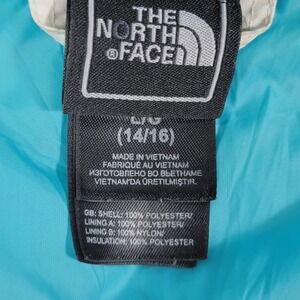 THE
NORTH
FACE
®
L/G
(14/16)
MADE IN VIETNAM
FABRIQUÉ AU VIETNAM
ИЗГОТОВЛЕНО ВО ВЬЕТНАМЕ
VIETNAM'DA ÜRETILMIŞTIR.
GB: SHELL: 100% POLYESTER/
LINING A: 100% POLYESTER/
LINING B: 100% NYLON/
INSULATION: 100% POLYESTER